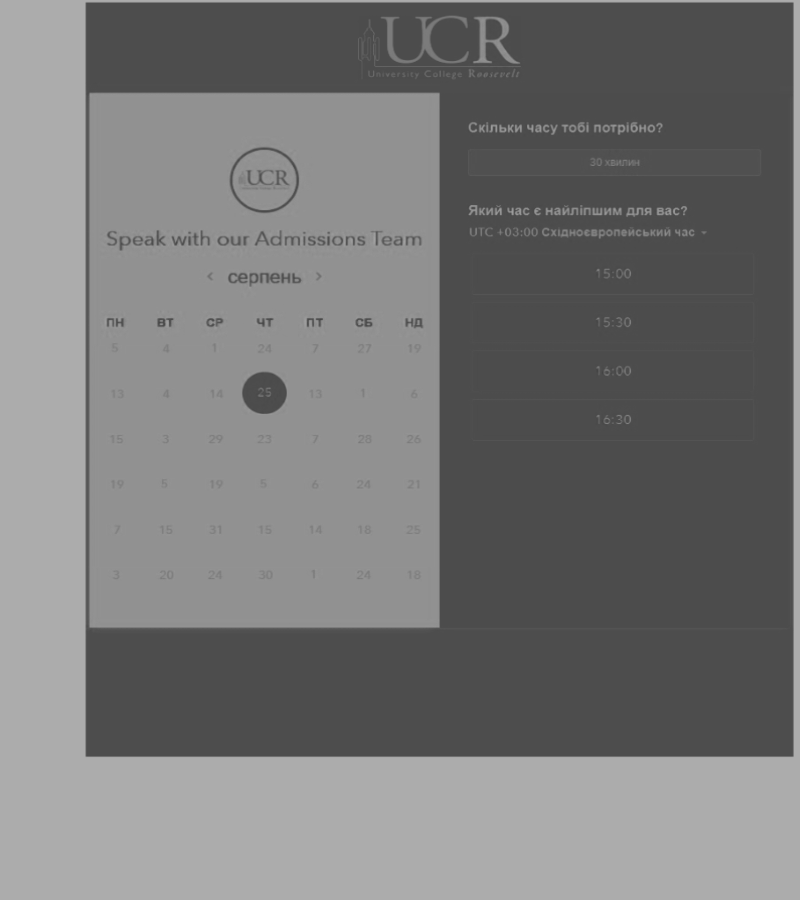 UCR
University College Roosevelt
UCR
Speak with our Admissions Team
< серпень >
ПН ВТ СР ЧТ ПТ СБ НД
5 4 1 24 7 27 19
13 4 14 25 13 1 6
15 3 29 23 7 28 26
19 5 19 5 6 24 21
7 15 31 15 14 18 25
3 20 24 30 1 24 18
Скільки часу тобі потрібно?
30 хвилин
Який час є найліпшим для вас?
UTC +03:00 Східноєвропейський час
15:00
15:30
16:00
16:30